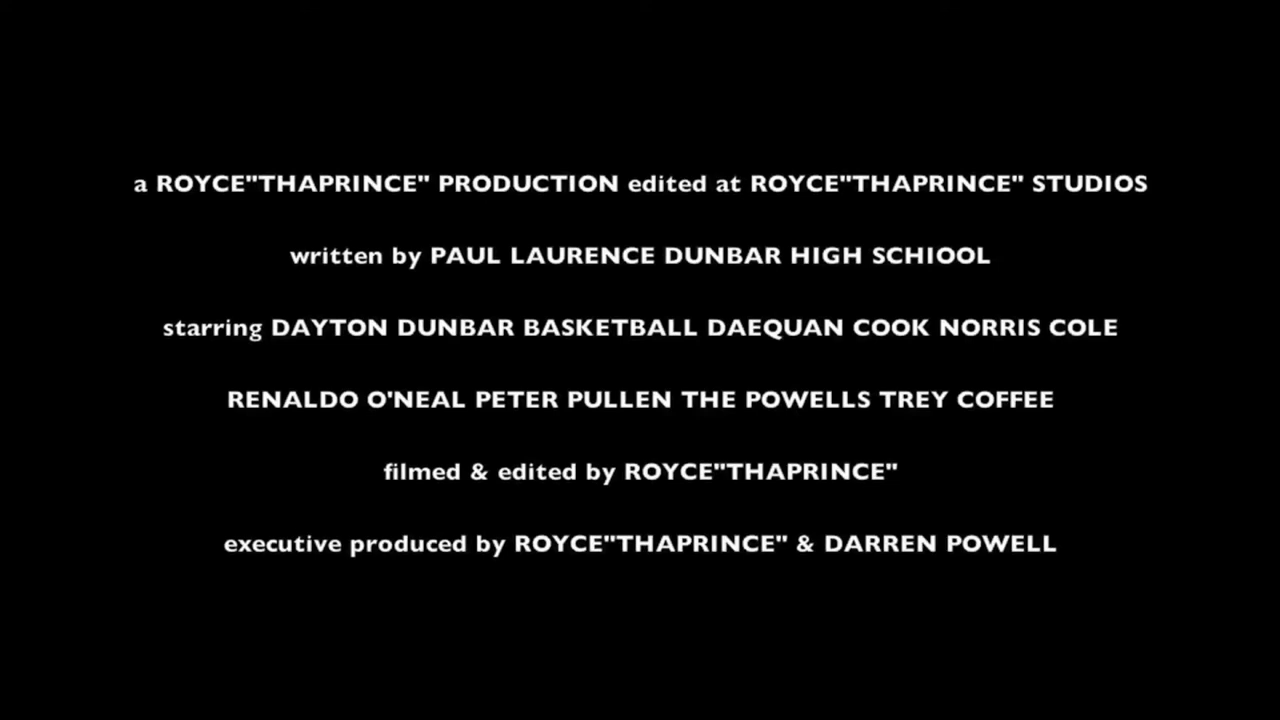 a ROYCE"THAPRINCE" PRODUCTION edited at ROYCE"THAPRINCE" STUDIOS
written by PAUL LAURENCE DUNBAR HIGH SCHIOOL
starring DAYTON DUNBAR BASKETBALL DAEQUAN COOK NORRIS COLE
RENALDO O'NEAL PETER PULLEN THE POWELLS TREY COFFEE
filmed & edited by ROYCE"THAPRINCE"
executive produced by ROYCE"THAPRINCE" & DARREN POWELL